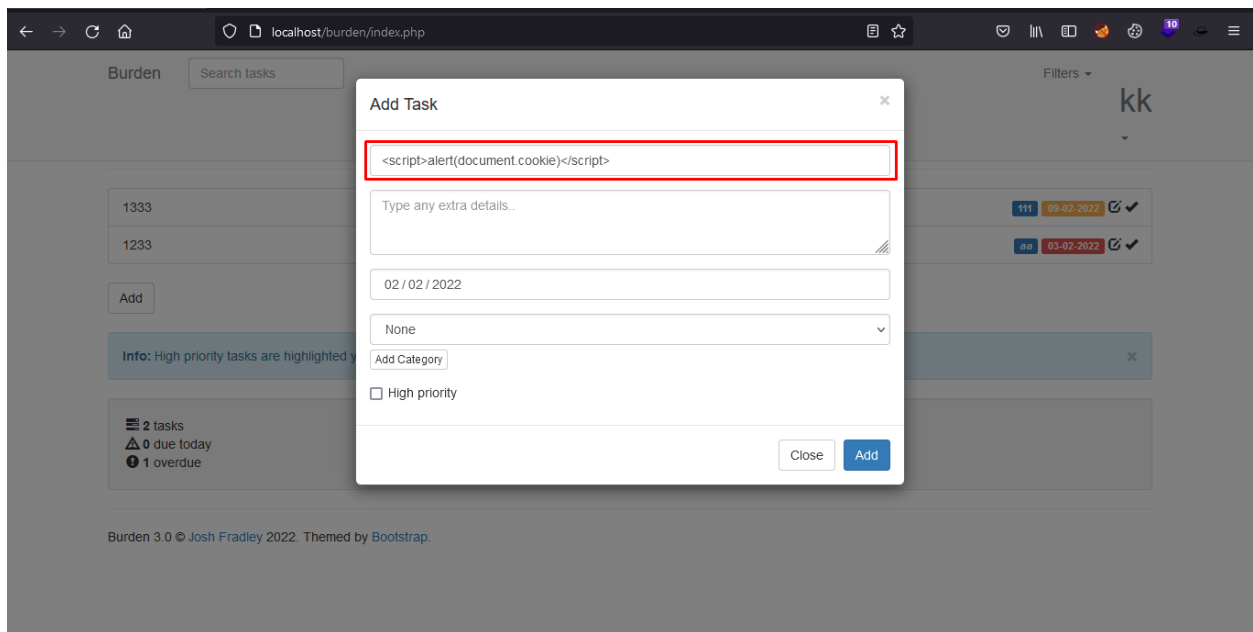 localhost/burden/index.php
10
Burden
Search tasks
Filters
kk
Add Task
×
<script>alert(document.cookie)</script>
Type any extra details..
02 / 02 / 2022
None
Add Category
High priority
Close
Add
1333
111
09-02-2022
1233
aa
03-02-2022
Add
Info: High priority tasks are highlighted y
×
2 tasks
0 due today
1 overdue
Burden 3.0 © Josh Fradley 2022. Themed by Bootstrap.